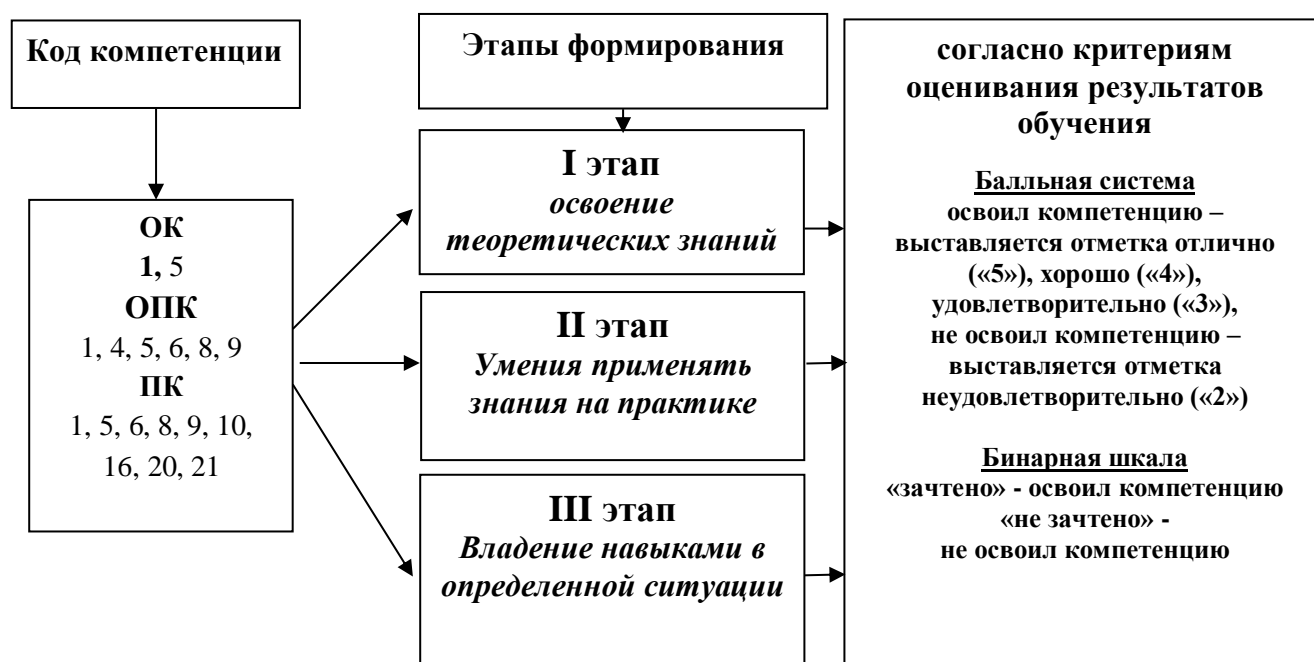 Код компетенции
ОК
1, 5
ОПК
1, 4, 5, 6, 8, 9
ПК
1, 5, 6, 8, 9, 10,
16, 20, 21
Этапы формирования
I этап
освоение
теоретических знаний
II этап
Умения применять
знания на практике
III этап
Владение навыками в
определенной ситуации
согласно критериям
оценивания результатов
обучения
Балльная система
освоил компетенцию –
выставляется отметка отлично
(«5»), хорошо («4»),
удовлетворительно («3»),
не освоил компетенцию –
выставляется отметка
неудовлетворительно («2»)
Бинарная шкала
«зачтено» - освоил компетенцию
«не зачтено» -
не освоил компетенцию